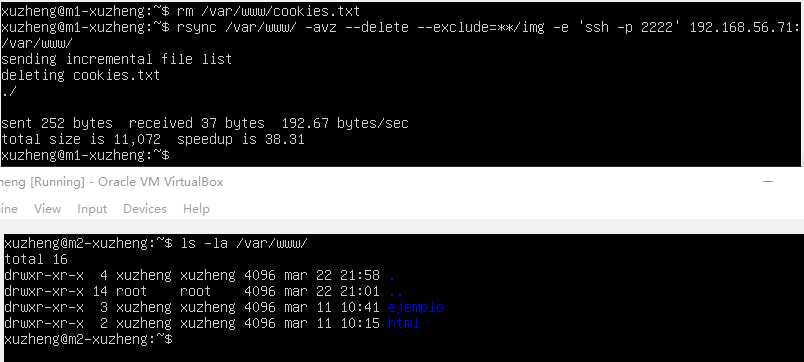 xuzheng@m1-xuzheng:~$ rm /var/www/cookies.txt
xuzheng@m1-xuzheng:~$ rsync /var/www/ -avz --delete --exclude=**/img -e 'ssh -p 2222' 192.168.56.71:
/var/www/
sending incremental file list
deleting cookies.txt
./
sent 252 bytes  received 37 bytes  192.67 bytes/sec
total size is 11,072  speedup is 38.31
xuzheng@m1-xuzheng:~$
heng [Running] - Oracle VM VirtualBox
ine View Input Devices Help
xuzheng@m2-xuzheng:~$ ls -la /var/www/
total 16
drwxr-xr-x  4 xuzheng xuzheng 4096 mar 22 21:58 .
drwxr-xr-x 14 root    root    4096 mar 22 21:01 ..
drwxr-xr-x  3 xuzheng xuzheng 4096 mar 11 10:41 ejemplo
drwxr-xr-x  2 xuzheng xuzheng 4096 mar 11 10:15 html
xuzheng@m2-xuzheng:~$